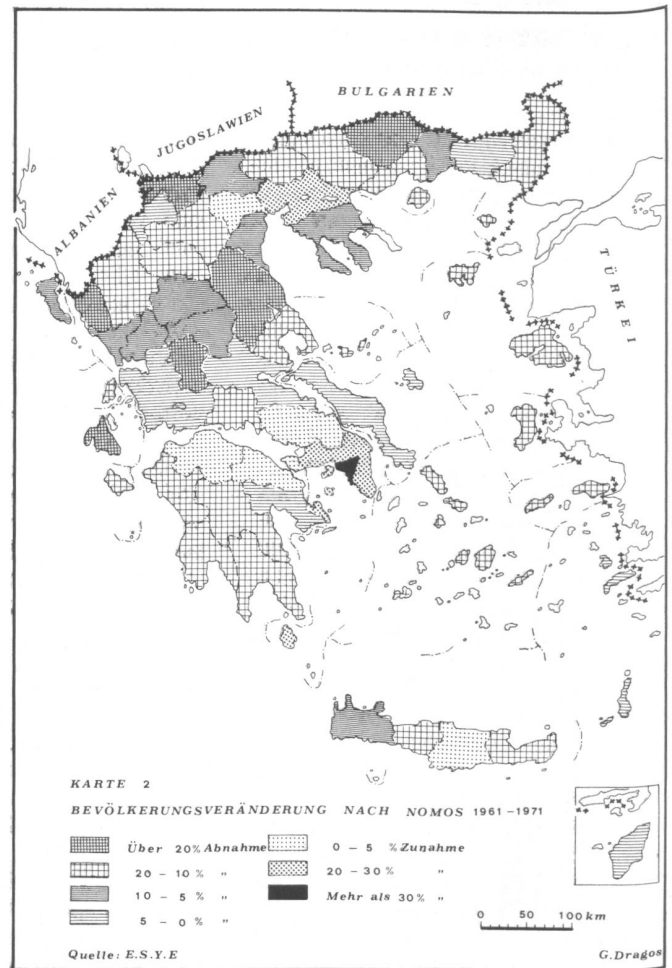 BULGARIEN
JUGOSLAWIEN
ALBANIEN
TÜRKEI
KARTE 2
BEVÖLKERUNGSVERÄNDERUNG NACH NOMOS 1961-1971
Über 20% Abnahme
20 - 10% "
10 - 5 % "
5 - 0 % "
0 - 5 % Zunahme
20 - 30% "
Mehr als 30% "
0 50 100 km
Quelle: E.S.Y.E
G.Dragos